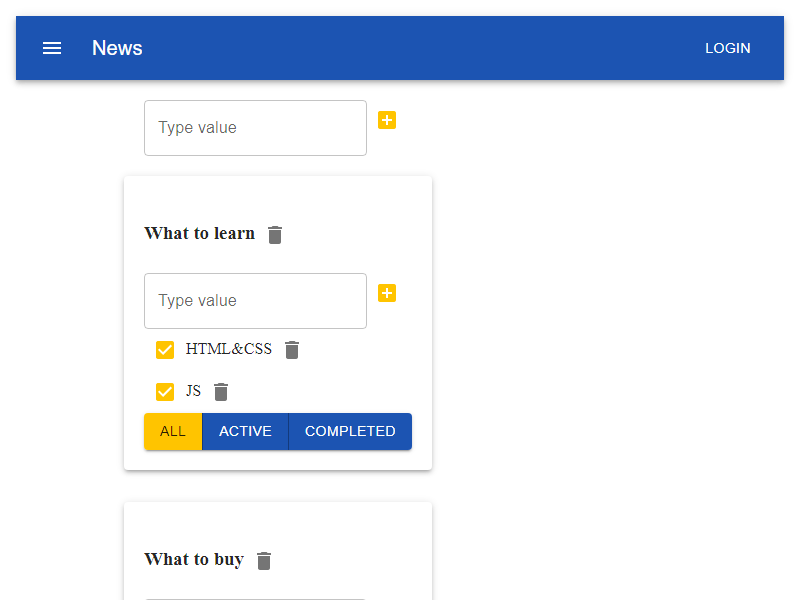 News
LOGIN
Type value
What to learn
Type value
HTML&CSS
JS
ALL ACTIVE COMPLETED
What to buy